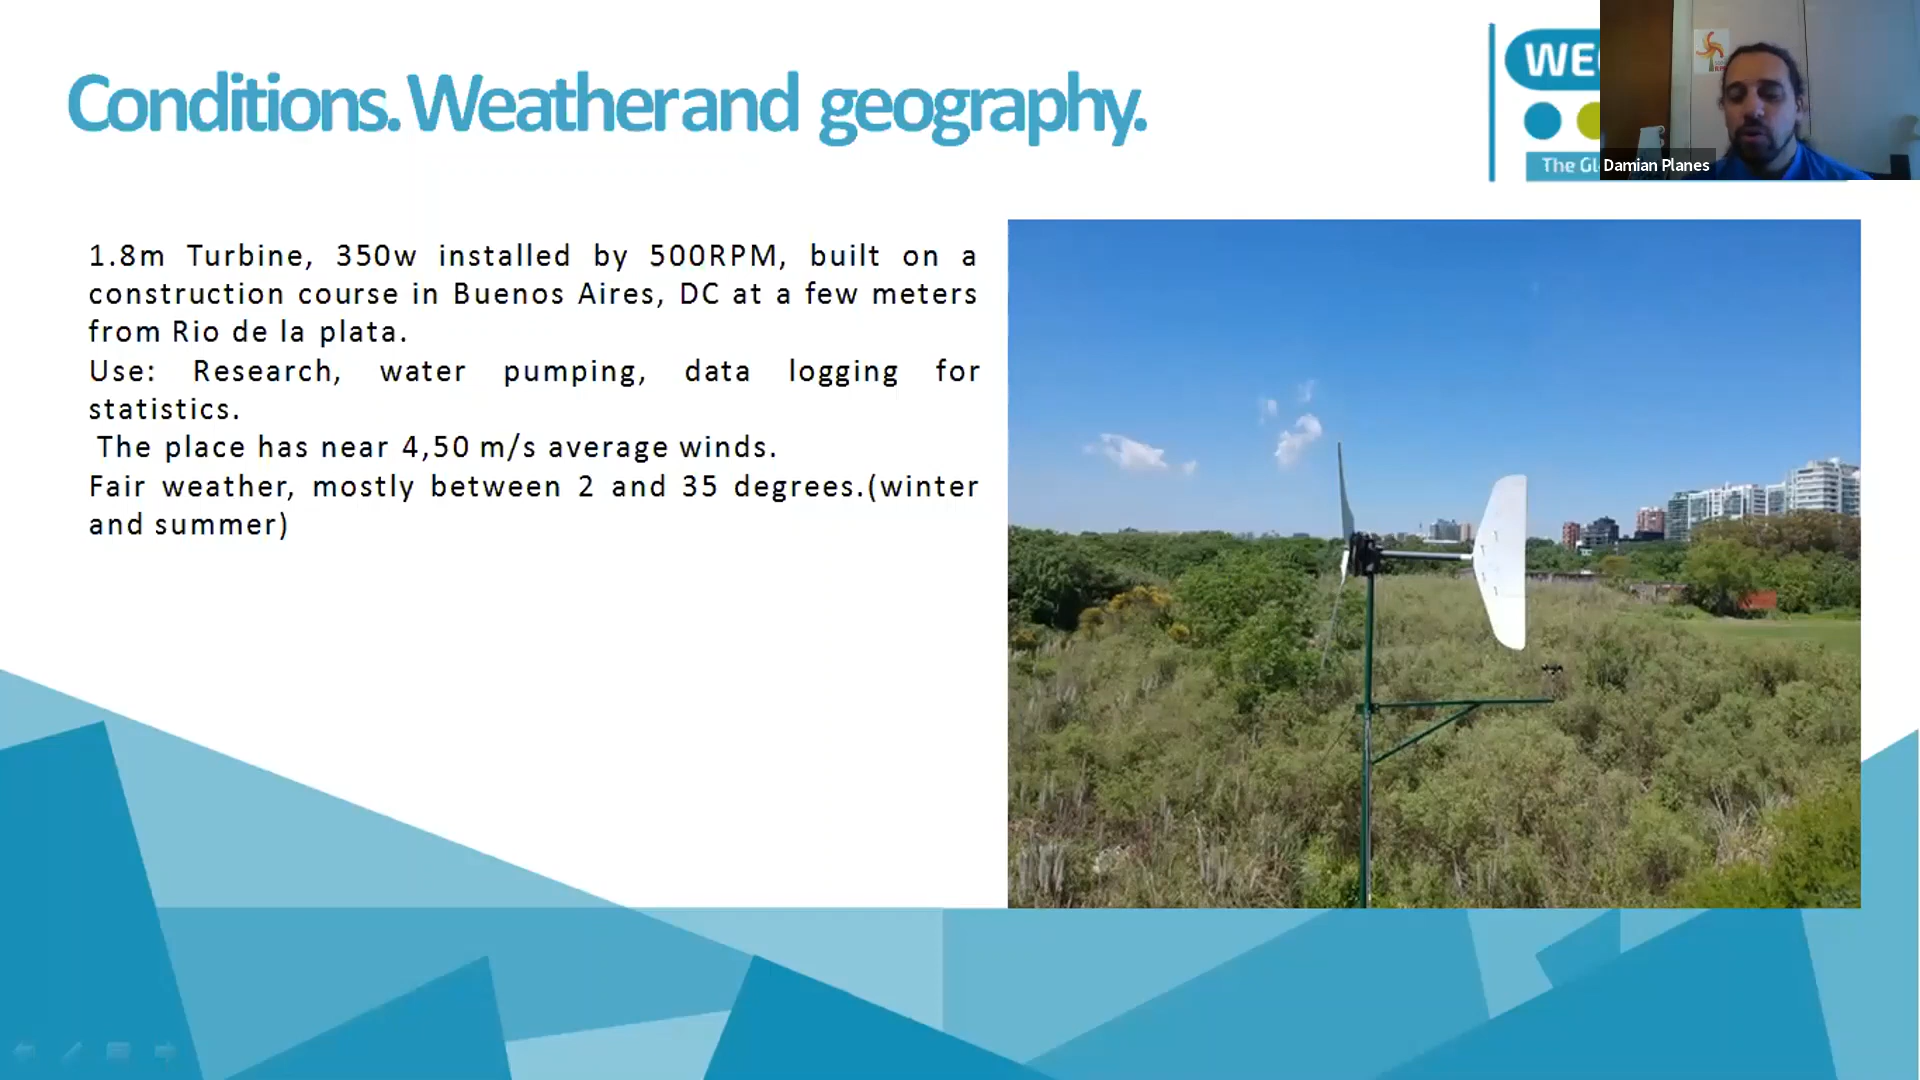 Conditions. Weather and geography.
WE
The Gl
Damian Planes
1.8m Turbine, 350w installed by 500RPM, built on a
construction course in Buenos Aires, DC at a few meters
from Rio de la plata.
Use: Research, water pumping, data logging for
statistics.
The place has near 4,50 m/s average winds.
Fair weather, mostly between 2 and 35 degrees.(winter
and summer)